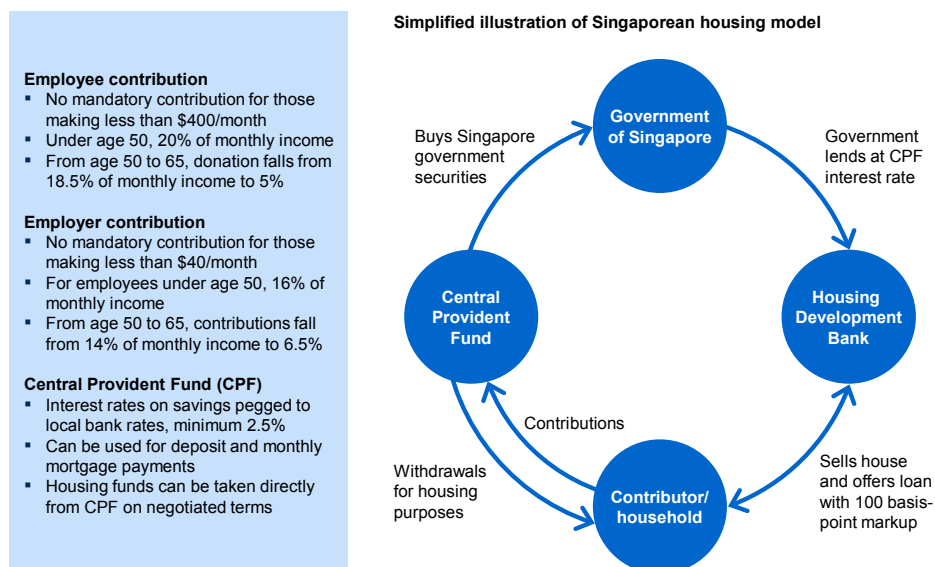 Simplified illustration of Singaporean housing model
Employee contribution
▪ No mandatory contribution for those
making less than $400/month
▪ Under age 50, 20% of monthly income
▪ From age 50 to 65, donation falls from
18.5% of monthly income to 5%
Employer contribution
▪ No mandatory contribution for those
making less than $40/month
▪ For employees under age 50, 16% of
monthly income
▪ From age 50 to 65, contributions fall
from 14% of monthly income to 6.5%
Central Provident Fund (CPF)
▪ Interest rates on savings pegged to
local bank rates, minimum 2.5%
▪ Can be used for deposit and monthly
mortgage payments
▪ Housing funds can be taken directly
from CPF on negotiated terms
Government
of Singapore
Buys Singapore
government
securities
Government
lends at CPF
interest rate
Central
Provident
Fund
Housing
Development
Bank
Contributions
Withdrawals
for housing
purposes
Contributor/
household
Sells house
and offers loan
with 100 basis-
point markup